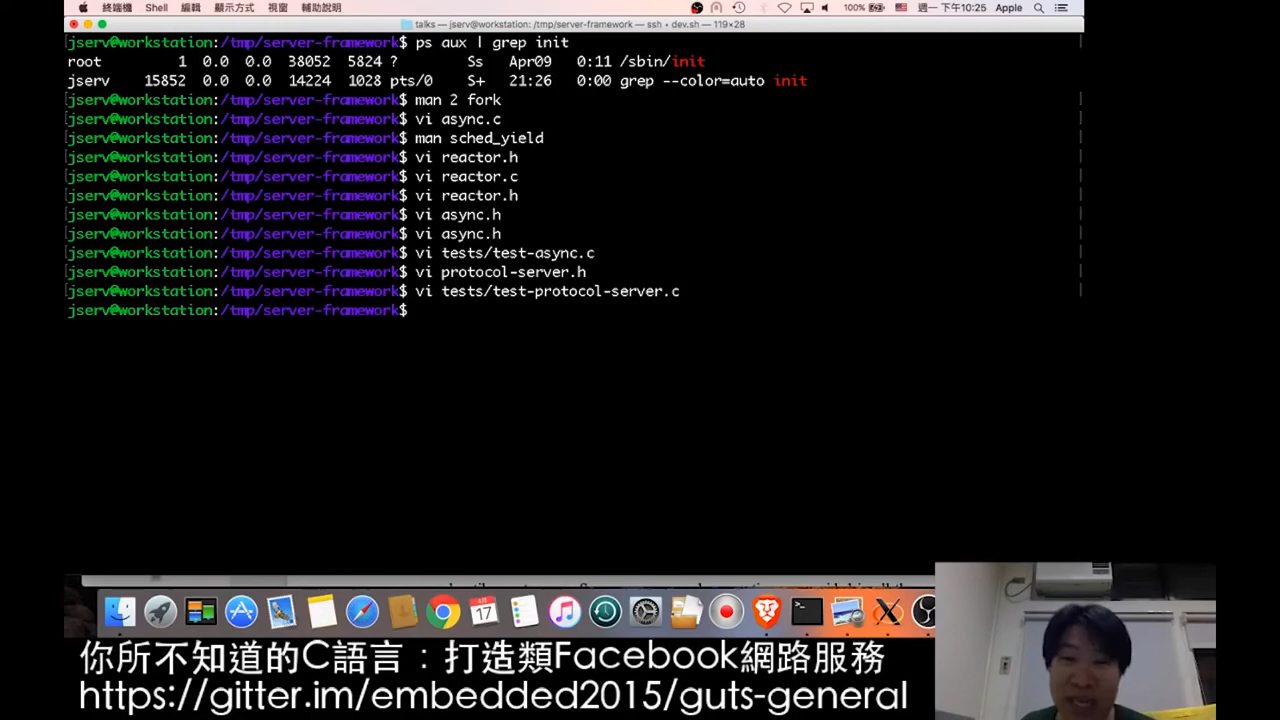 終端機 Shell 編輯 顯示方式 視窗 輔助說明 100% 週一 下午10:25 Apple
talks — jserv@workstation: /tmp/server-framework — ssh • dev.sh — 119×28
jserv@workstation:/tmp/server-framework$ ps aux | grep init
root 1 0.0 0.0 38052 5824 ? Ss Apr09 0:11 /sbin/init
jserv 15852 0.0 0.0 14224 1028 pts/0 S+ 21:26 0:00 grep --color=auto init
jserv@workstation:/tmp/server-framework$ man 2 fork
jserv@workstation:/tmp/server-framework$ vi async.c
jserv@workstation:/tmp/server-framework$ man sched_yield
jserv@workstation:/tmp/server-framework$ vi reactor.h
jserv@workstation:/tmp/server-framework$ vi reactor.c
jserv@workstation:/tmp/server-framework$ vi reactor.h
jserv@workstation:/tmp/server-framework$ vi async.h
jserv@workstation:/tmp/server-framework$ vi async.h
jserv@workstation:/tmp/server-framework$ vi tests/test-async.c
jserv@workstation:/tmp/server-framework$ vi protocol-server.h
jserv@workstation:/tmp/server-framework$ vi tests/test-protocol-server.c
jserv@workstation:/tmp/server-framework$
17
你所不知道的C語言：打造類Facebook網路服務
https://gitter.im/embedded2015/guts-general